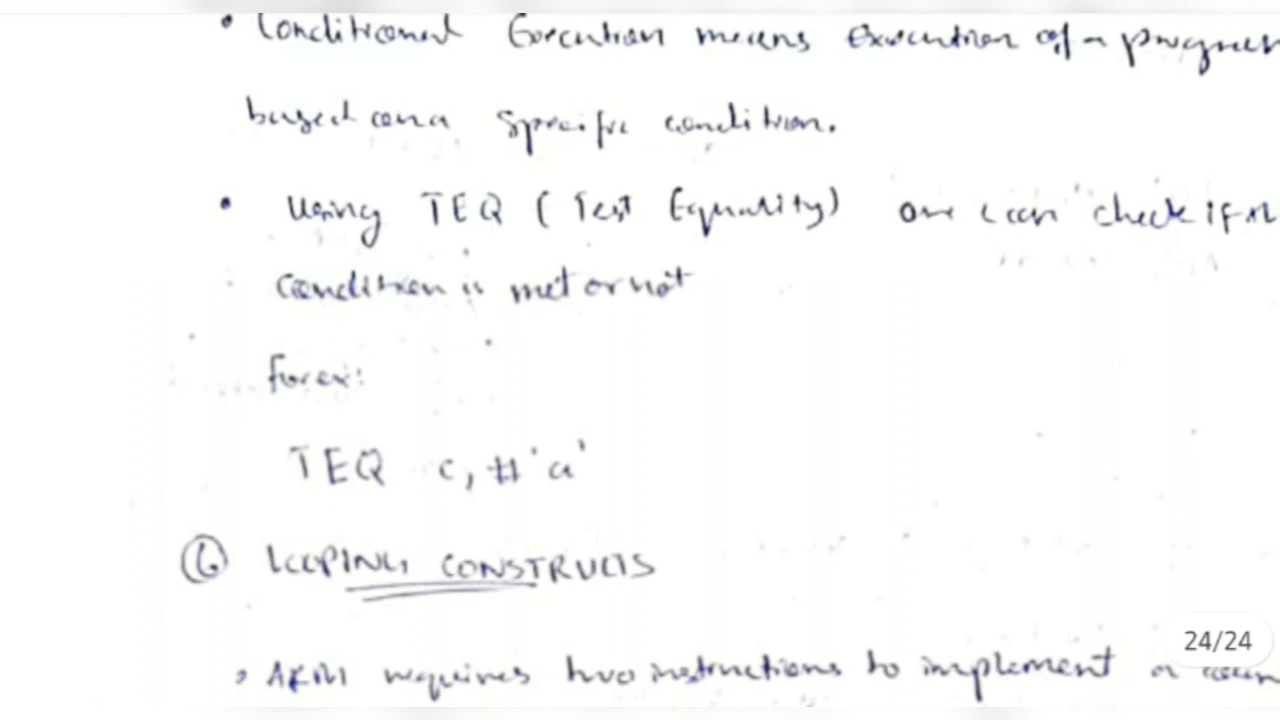 • Conditional Execution means execution of a
based on a specific condition.
• Using TEQ (Test Equality) one can check if a
condition is met or not
for ex:
TEQ c, #'a'
⑥ LOOPING CONSTRUCTS
• ARM requires two instructions to implement a
24/24